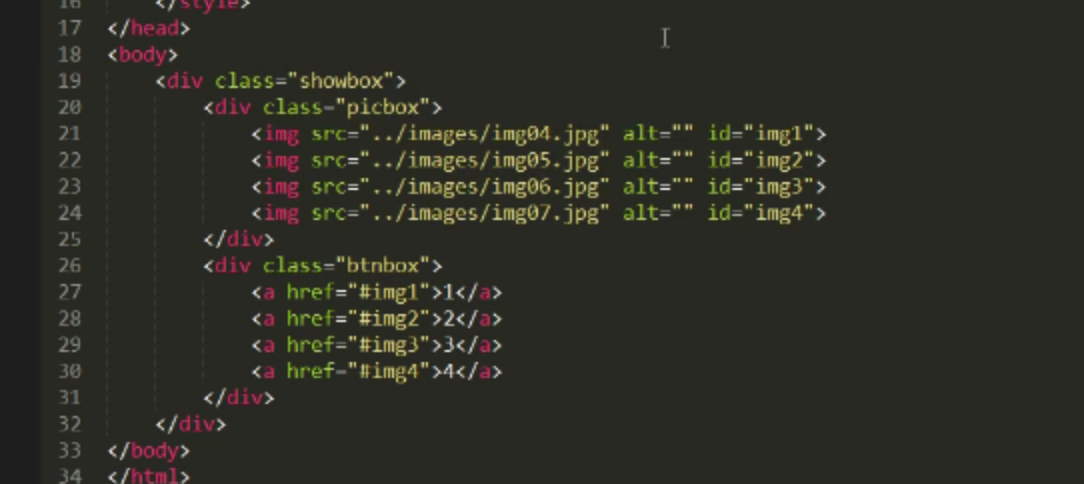 16 </style>
17 </head>
18 <body>
19 <div class="showbox">
20 <div class="picbox">
21 <img src="../images/img04.jpg" alt="" id="img1">
22 <img src="../images/img05.jpg" alt="" id="img2">
23 <img src="../images/img06.jpg" alt="" id="img3">
24 <img src="../images/img07.jpg" alt="" id="img4">
25 </div>
26 <div class="btnbox">
27 <a href="#img1">1</a>
28 <a href="#img2">2</a>
29 <a href="#img3">3</a>
30 <a href="#img4">4</a>
31 </div>
32 </div>
33 </body>
34 </html>